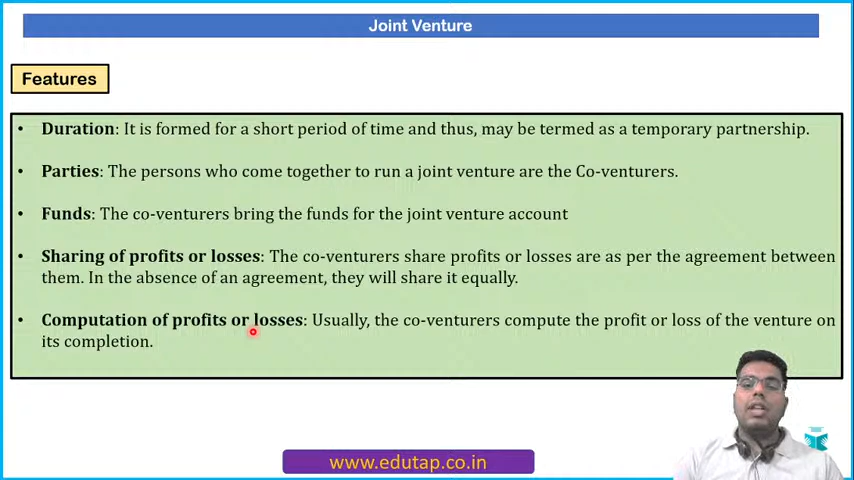 Joint Venture
Features
• Duration: It is formed for a short period of time and thus, may be termed as a temporary partnership.
• Parties: The persons who come together to run a joint venture are the Co-venturers.
• Funds: The co-venturers bring the funds for the joint venture account
• Sharing of profits or losses: The co-venturers share profits or losses are as per the agreement between
them. In the absence of an agreement, they will share it equally.
• Computation of profits or losses: Usually, the co-venturers compute the profit or loss of the venture on
its completion.
www.edutap.co.in